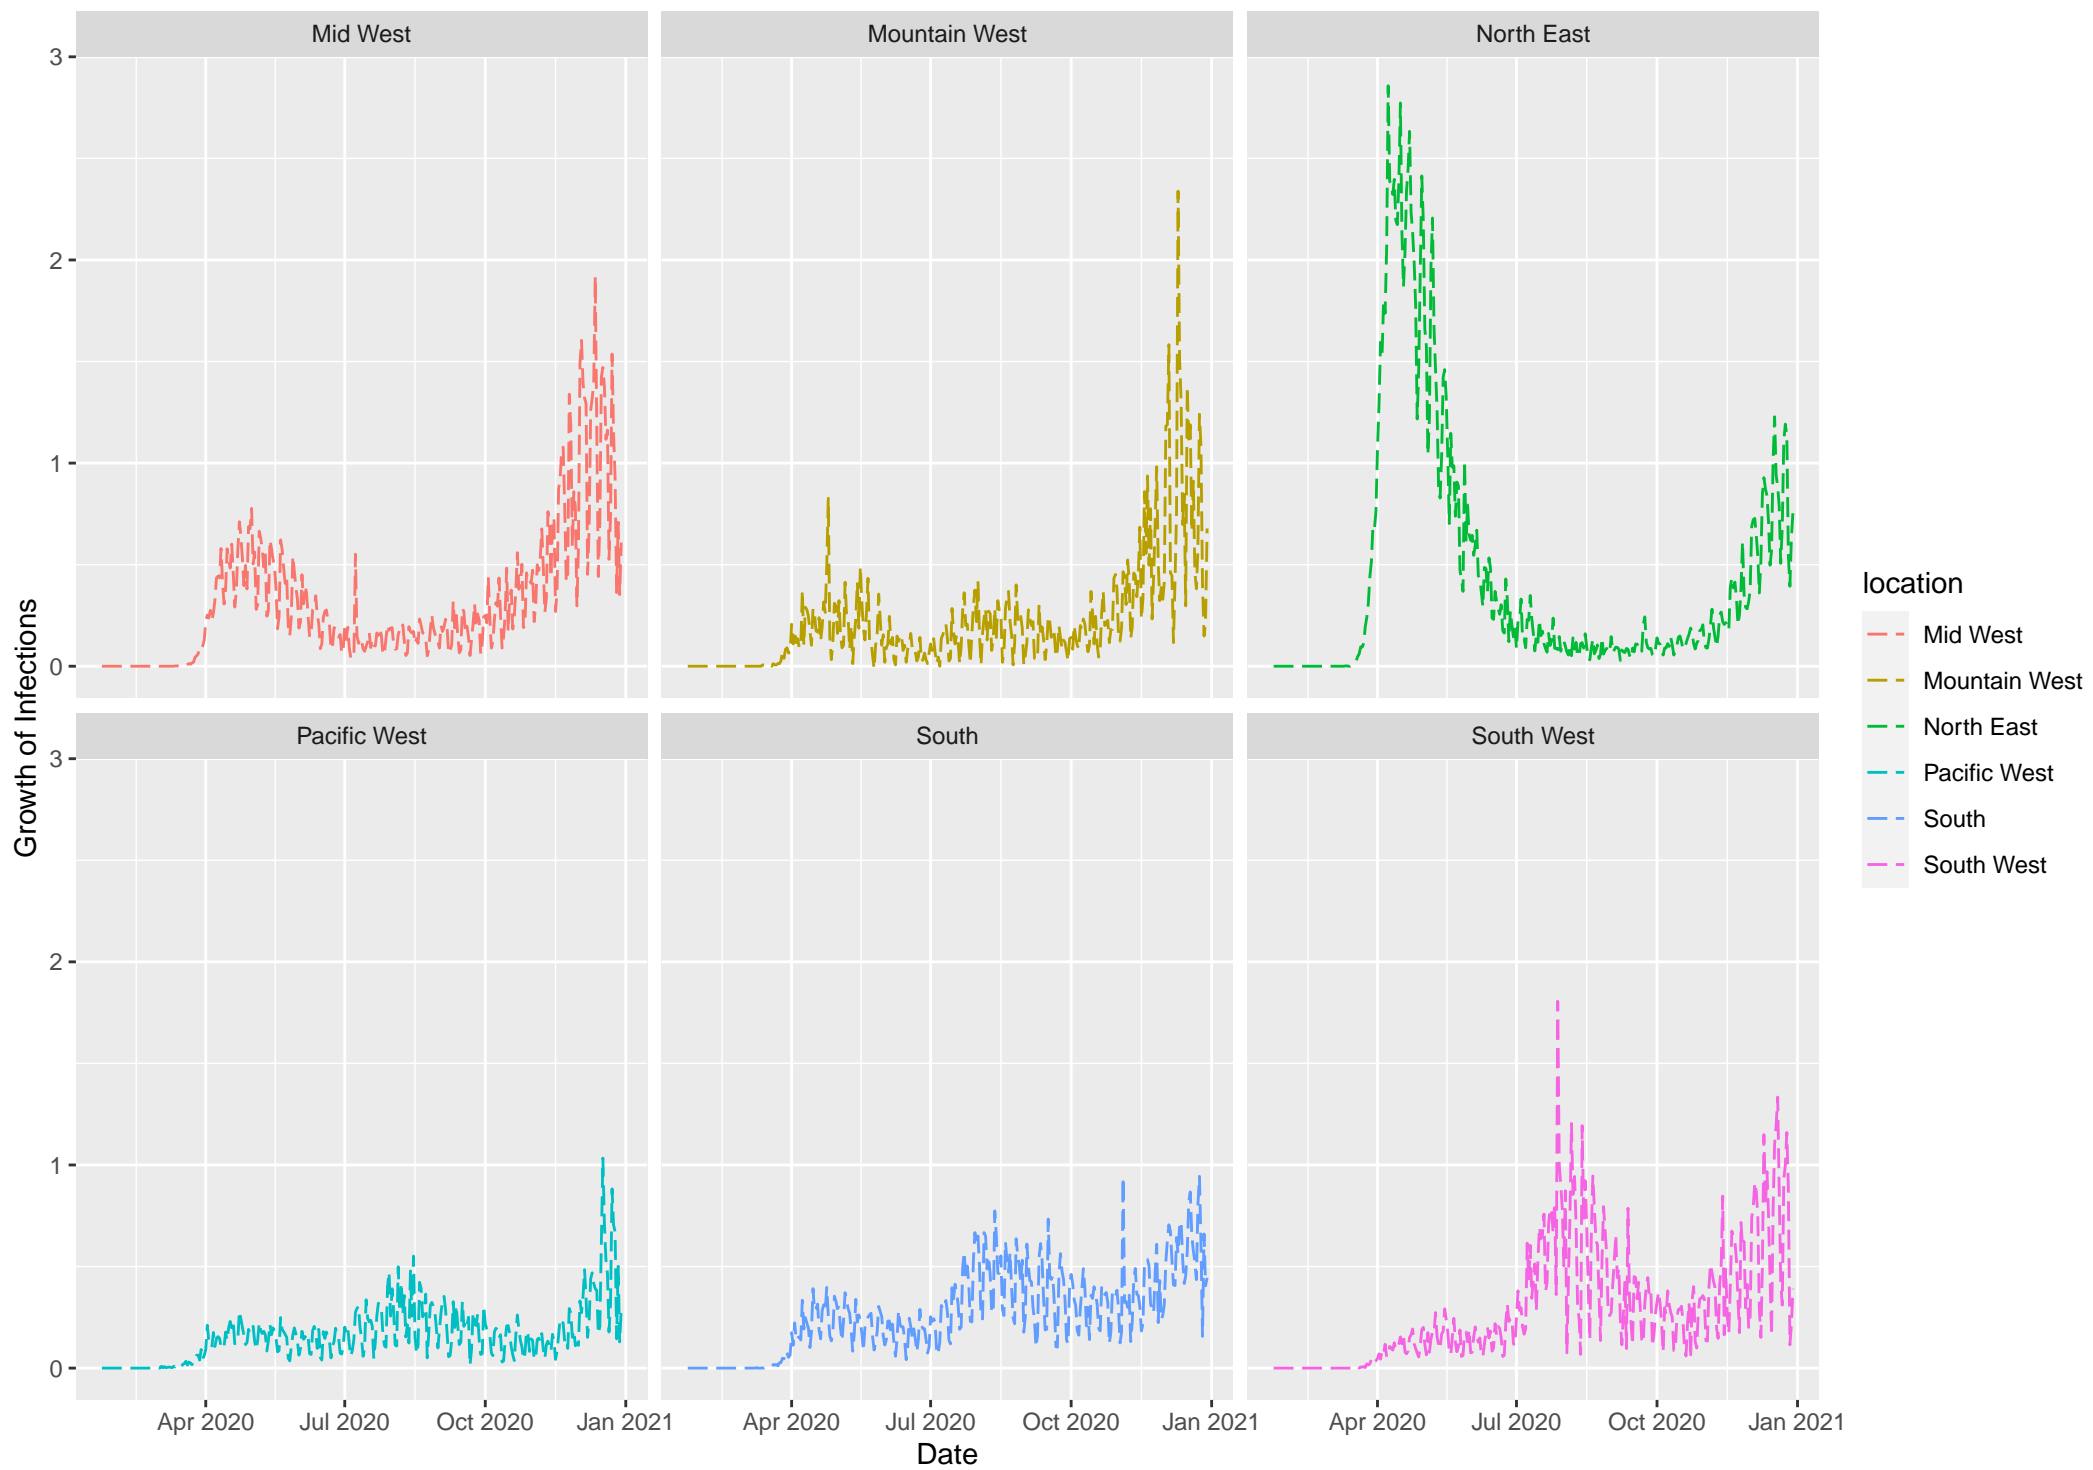 Mid West
Mountain West
North East
3
2
1
0
Growth of Infections
Pacific West
South
South West
3
2
1
0
Apr 2020
Jul 2020
Oct 2020
Jan 2021
Apr 2020
Jul 2020
Oct 2020
Jan 2021
Apr 2020
Jul 2020
Oct 2020
Jan 2021
Date
location
Mid West
Mountain West
North East
Pacific West
South
South West